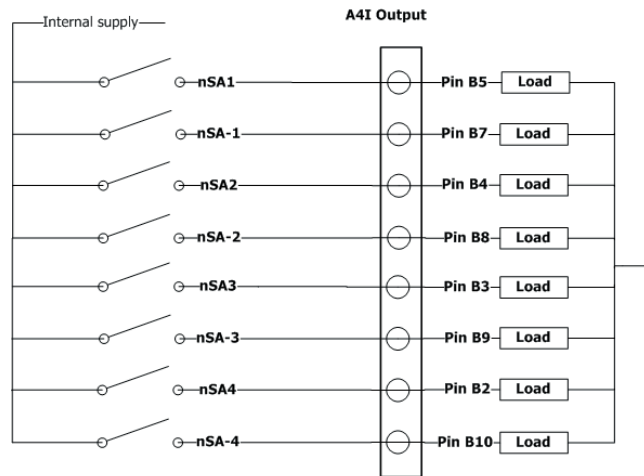 A4I Output
Internal supply
nSA1 Pin B5 Load
nSA-1 Pin B7 Load
nSA2 Pin B4 Load
nSA-2 Pin B8 Load
nSA3 Pin B3 Load
nSA-3 Pin B9 Load
nSA4 Pin B2 Load
nSA-4 Pin B10 Load